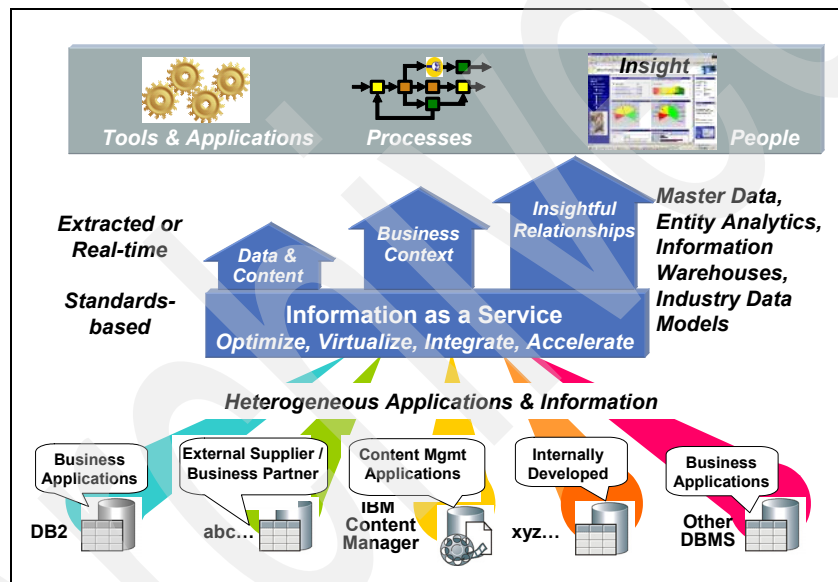 Insight
Tools & Applications
Processes
People
Extracted or
Real-time
Standards-
based
Data &
Content
Business
Context
Insightful
Relationships
Master Data,
Entity Analytics,
Information
Warehouses,
Industry Data
Models
Information as a Service
Optimize, Virtualize, Integrate, Accelerate
Heterogeneous Applications & Information
Business
Applications
DB2
External Supplier /
Business Partner
abc...
Content Mgmt
Applications
IBM
Content
Manager
Internally
Developed
xyz...
Business
Applications
Other
DBMS